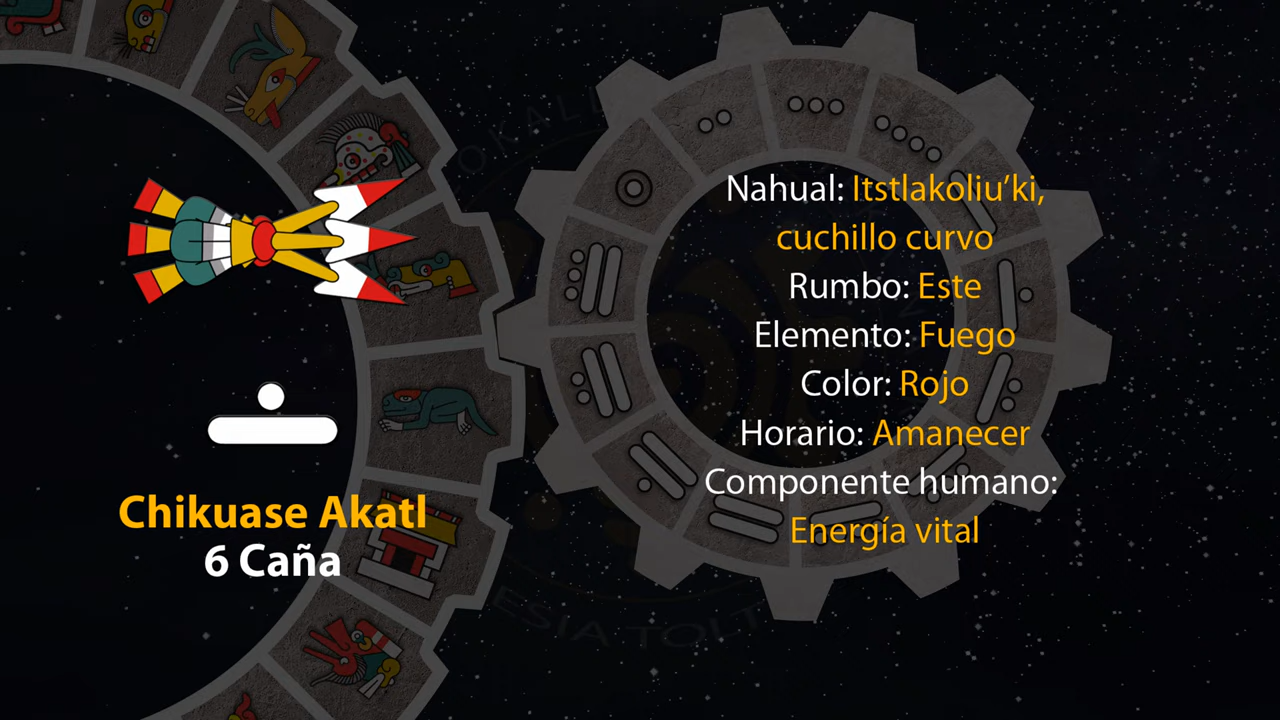 Chikuase Akatl
6 Caña
Nahual: Itstlakoliu’ki,
cuchillo curvo
Rumbo: Este
Elemento: Fuego
Color: Rojo
Horario: Amanecer
Componente humano:
Energía vital